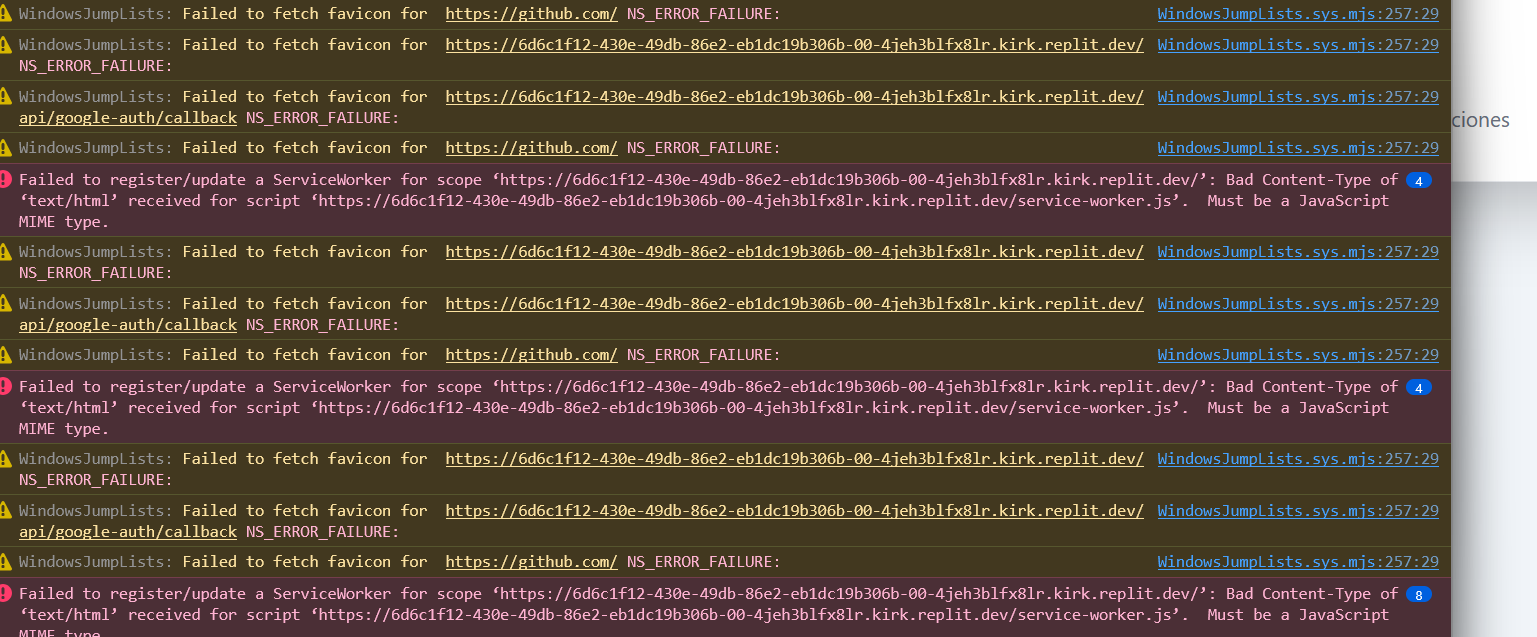 WindowsJumpLists: Failed to fetch favicon for https://github.com/ NS_ERROR_FAILURE: WindowsJumpLists.sys.mjs:257:29
WindowsJumpLists: Failed to fetch favicon for https://6d6c1f12-430e-49db-86e2-eb1dc19b306b-00-4jeh3blfx8lr.kirk.replit.dev/ WindowsJumpLists.sys.mjs:257:29
NS_ERROR_FAILURE:
WindowsJumpLists: Failed to fetch favicon for https://6d6c1f12-430e-49db-86e2-eb1dc19b306b-00-4jeh3blfx8lr.kirk.replit.dev/ WindowsJumpLists.sys.mjs:257:29
api/google-auth/callback NS_ERROR_FAILURE:
ciones
WindowsJumpLists: Failed to fetch favicon for https://github.com/ NS_ERROR_FAILURE: WindowsJumpLists.sys.mjs:257:29
Failed to register/update a ServiceWorker for scope ‘https://6d6c1f12-430e-49db-86e2-eb1dc19b306b-00-4jeh3blfx8lr.kirk.replit.dev/’: Bad Content-Type of 4
‘text/html’ received for script ‘https://6d6c1f12-430e-49db-86e2-eb1dc19b306b-00-4jeh3blfx8lr.kirk.replit.dev/service-worker.js’. Must be a JavaScript
MIME type.
WindowsJumpLists: Failed to fetch favicon for https://6d6c1f12-430e-49db-86e2-eb1dc19b306b-00-4jeh3blfx8lr.kirk.replit.dev/ WindowsJumpLists.sys.mjs:257:29
NS_ERROR_FAILURE:
WindowsJumpLists: Failed to fetch favicon for https://6d6c1f12-430e-49db-86e2-eb1dc19b306b-00-4jeh3blfx8lr.kirk.replit.dev/ WindowsJumpLists.sys.mjs:257:29
api/google-auth/callback NS_ERROR_FAILURE:
WindowsJumpLists: Failed to fetch favicon for https://github.com/ NS_ERROR_FAILURE: WindowsJumpLists.sys.mjs:257:29
Failed to register/update a ServiceWorker for scope ‘https://6d6c1f12-430e-49db-86e2-eb1dc19b306b-00-4jeh3blfx8lr.kirk.replit.dev/’: Bad Content-Type of 4
‘text/html’ received for script ‘https://6d6c1f12-430e-49db-86e2-eb1dc19b306b-00-4jeh3blfx8lr.kirk.replit.dev/service-worker.js’. Must be a JavaScript
MIME type.
WindowsJumpLists: Failed to fetch favicon for https://6d6c1f12-430e-49db-86e2-eb1dc19b306b-00-4jeh3blfx8lr.kirk.replit.dev/ WindowsJumpLists.sys.mjs:257:29
NS_ERROR_FAILURE:
WindowsJumpLists: Failed to fetch favicon for https://6d6c1f12-430e-49db-86e2-eb1dc19b306b-00-4jeh3blfx8lr.kirk.replit.dev/ WindowsJumpLists.sys.mjs:257:29
api/google-auth/callback NS_ERROR_FAILURE:
WindowsJumpLists: Failed to fetch favicon for https://github.com/ NS_ERROR_FAILURE: WindowsJumpLists.sys.mjs:257:29
Failed to register/update a ServiceWorker for scope ‘https://6d6c1f12-430e-49db-86e2-eb1dc19b306b-00-4jeh3blfx8lr.kirk.replit.dev/’: Bad Content-Type of 8
‘text/html’ received for script ‘https://6d6c1f12-430e-49db-86e2-eb1dc19b306b-00-4jeh3blfx8lr.kirk.replit.dev/service-worker.js’. Must be a JavaScript
MIME type.